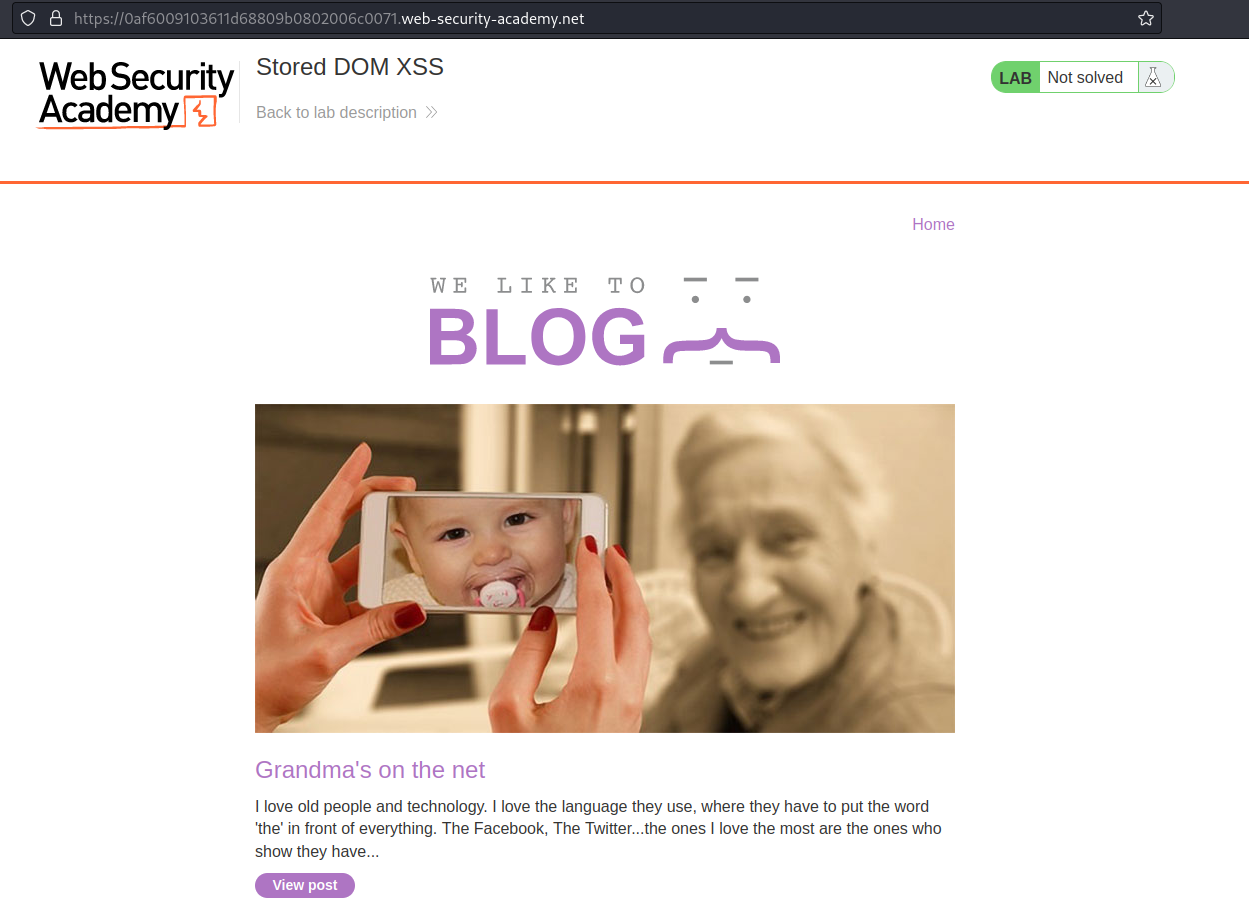 https://0af6009103611d68809b0802006c0071.web-security-academy.net
Web Security
Academy
Stored DOM XSS
Back to lab description
LAB Not solved
Home
WE LIKE TO
BLOG
Grandma's on the net
I love old people and technology. I love the language they use, where they have to put the word
'the' in front of everything. The Facebook, The Twitter...the ones I love the most are the ones who
show they have...
View post